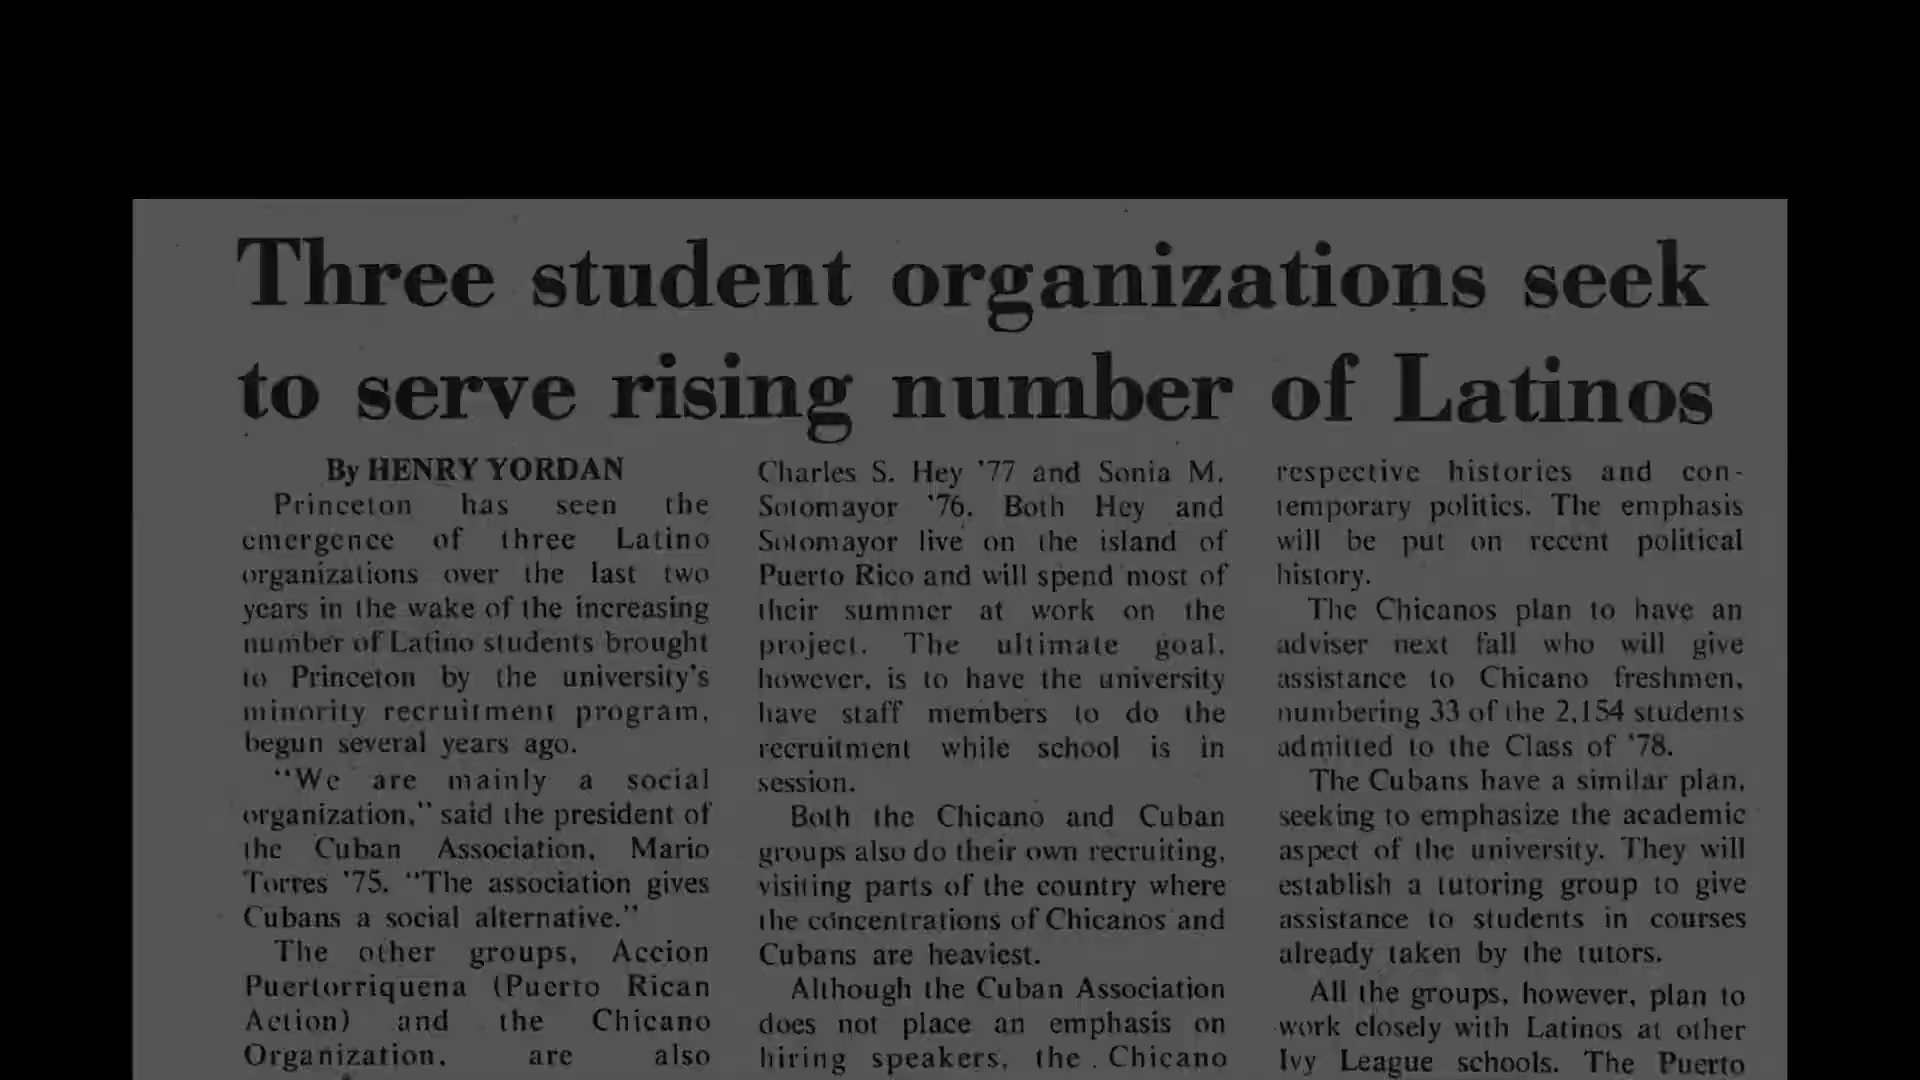 Three student organizations seek
to serve rising number of Latinos
By HENRY YORDAN
Princeton has seen the
emergence of three Latino
organizations over the last two
years in the wake of the increasing
number of Latino students brought
to Princeton by the university's
minority recruitment program,
begun several years ago.
"We are mainly a social
organization," said the president of
the Cuban Association, Mario
Torres '75. "The association gives
Cubans a social alternative."
The other groups, Accion
Puertorriquena (Puerto Rican
Action) and the Chicano
Organization, are also
Charles S. Hey '77 and Sonia M.
Sotomayor '76. Both Hey and
Sotomayor live on the island of
Puerto Rico and will spend most of
their summer at work on the
project. The ultimate goal,
however, is to have the university
have staff members to do the
recruitment while school is in
session.
Both the Chicano and Cuban
groups also do their own recruiting,
visiting parts of the country where
the concentrations of Chicanos and
Cubans are heaviest.
Although the Cuban Association
does not place an emphasis on
hiring speakers, the Chicano
respective histories and con-
temporary politics. The emphasis
will be put on recent political
history.
The Chicanos plan to have an
adviser next fall who will give
assistance to Chicano freshmen,
numbering 33 of the 2,154 students
admitted to the Class of '78.
The Cubans have a similar plan,
seeking to emphasize the academic
aspect of the university. They will
establish a tutoring group to give
assistance to students in courses
already taken by the tutors.
All the groups, however, plan to
work closely with Latinos at other
Ivy League schools. The Puerto